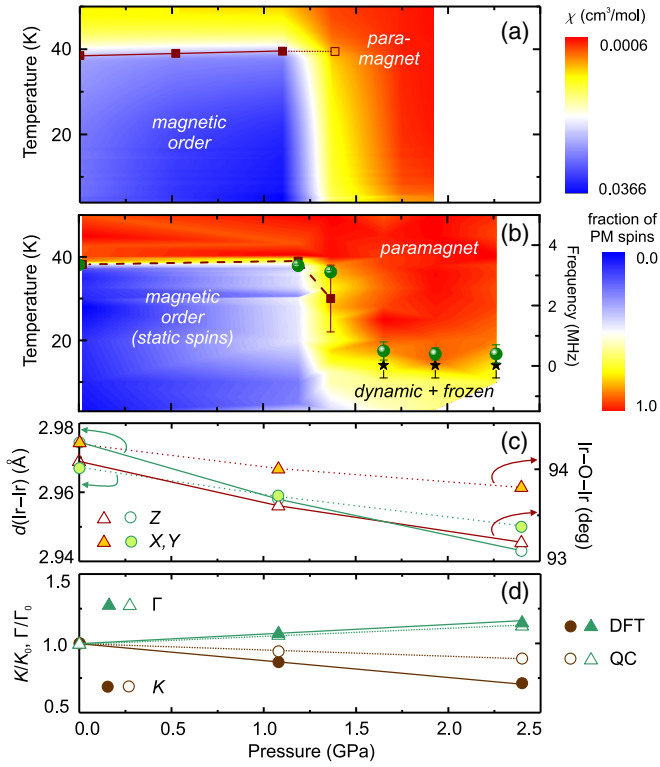 (a)
Temperature (K)
40
20
para-
magnet
magnetic
order
χ (cm³/mol)
0.0006
0.0366
(b)
Temperature (K)
40
20
paramagnet
magnetic order
(static spins)
dynamic + frozen
4
2
0
Frequency (MHz)
fraction of
PM spins
0.0
1.0
(c)
d(Ir–Ir) (Å)
2.98
2.96
2.94
Z
X,Y
94
93
Ir–O–Ir (deg)
(d)
K/K₀, Γ/Γ₀
1.5
1.0
0.5
Γ
K
DFT
QC
0.0 0.5 1.0 1.5 2.0 2.5
Pressure (GPa)